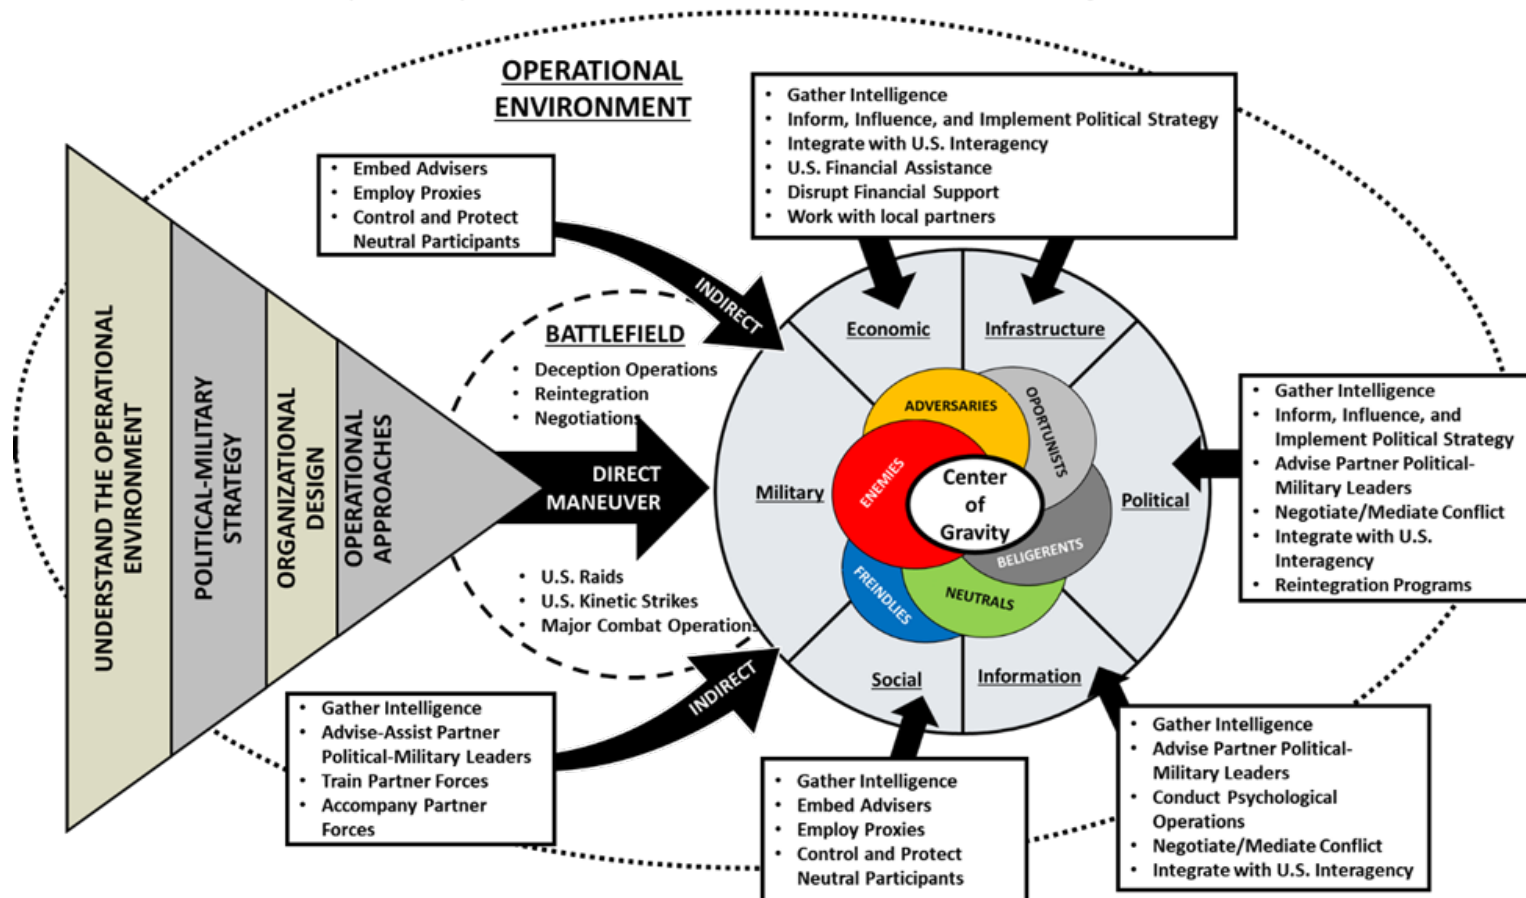 OPERATIONAL
ENVIRONMENT
• Gather Intelligence
• Inform, Influence, and Implement Political Strategy
• Integrate with U.S. Interagency
• U.S. Financial Assistance
• Disrupt Financial Support
• Work with local partners
• Embed Advisers
• Employ Proxies
• Control and Protect
Neutral Participants
INDIRECT
UNDERSTAND THE OPERATIONAL
ENVIRONMENT
POLITICAL-MILITARY
STRATEGY
ORGANIZATIONAL
DESIGN
OPERATIONAL
APPROACHES
BATTLEFIELD
• Deception Operations
• Reintegration
• Negotiations
DIRECT
MANEUVER
• U.S. Raids
• U.S. Kinetic Strikes
• Major Combat Operations
INDIRECT
• Gather Intelligence
• Advise-Assist Partner
Political-Military Leaders
• Train Partner Forces
• Accompany Partner
Forces
Economic
Infrastructure
Military
Political
Social
Information
ADVERSARIES
OPORTUNISTS
ENEMIES
Center
of
Gravity
BELIGERENTS
FREINDLIES
NEUTRALS
• Gather Intelligence
• Inform, Influence, and
Implement Political Strategy
• Advise Partner Political-
Military Leaders
• Negotiate/Mediate Conflict
• Integrate with U.S.
Interagency
• Reintegration Programs
• Gather Intelligence
• Embed Advisers
• Employ Proxies
• Control and Protect
Neutral Participants
• Gather Intelligence
• Advise Partner Political-
Military Leaders
• Conduct Psychological
Operations
• Negotiate/Mediate Conflict
• Integrate with U.S. Interagency